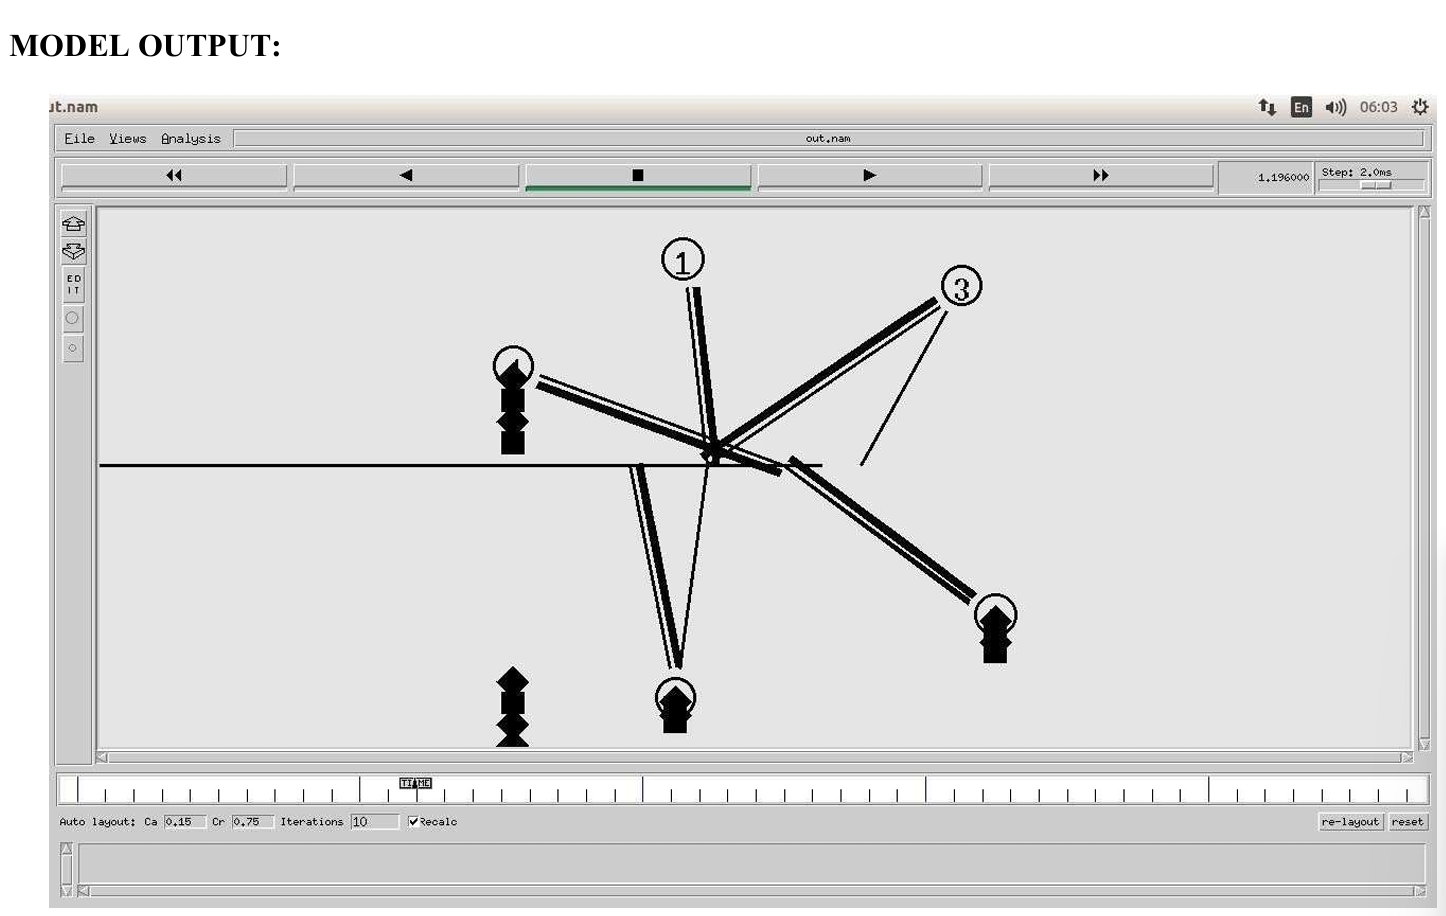 MODEL OUTPUT:
ut.nam En 06:03
File Views Analysis out.nam
1.196000 Step: 2.0ms
ED
IT
1
3
TIME
Auto layout: Ca 0.15 Cr 0.75 Iterations 10 Recalc re-layout reset